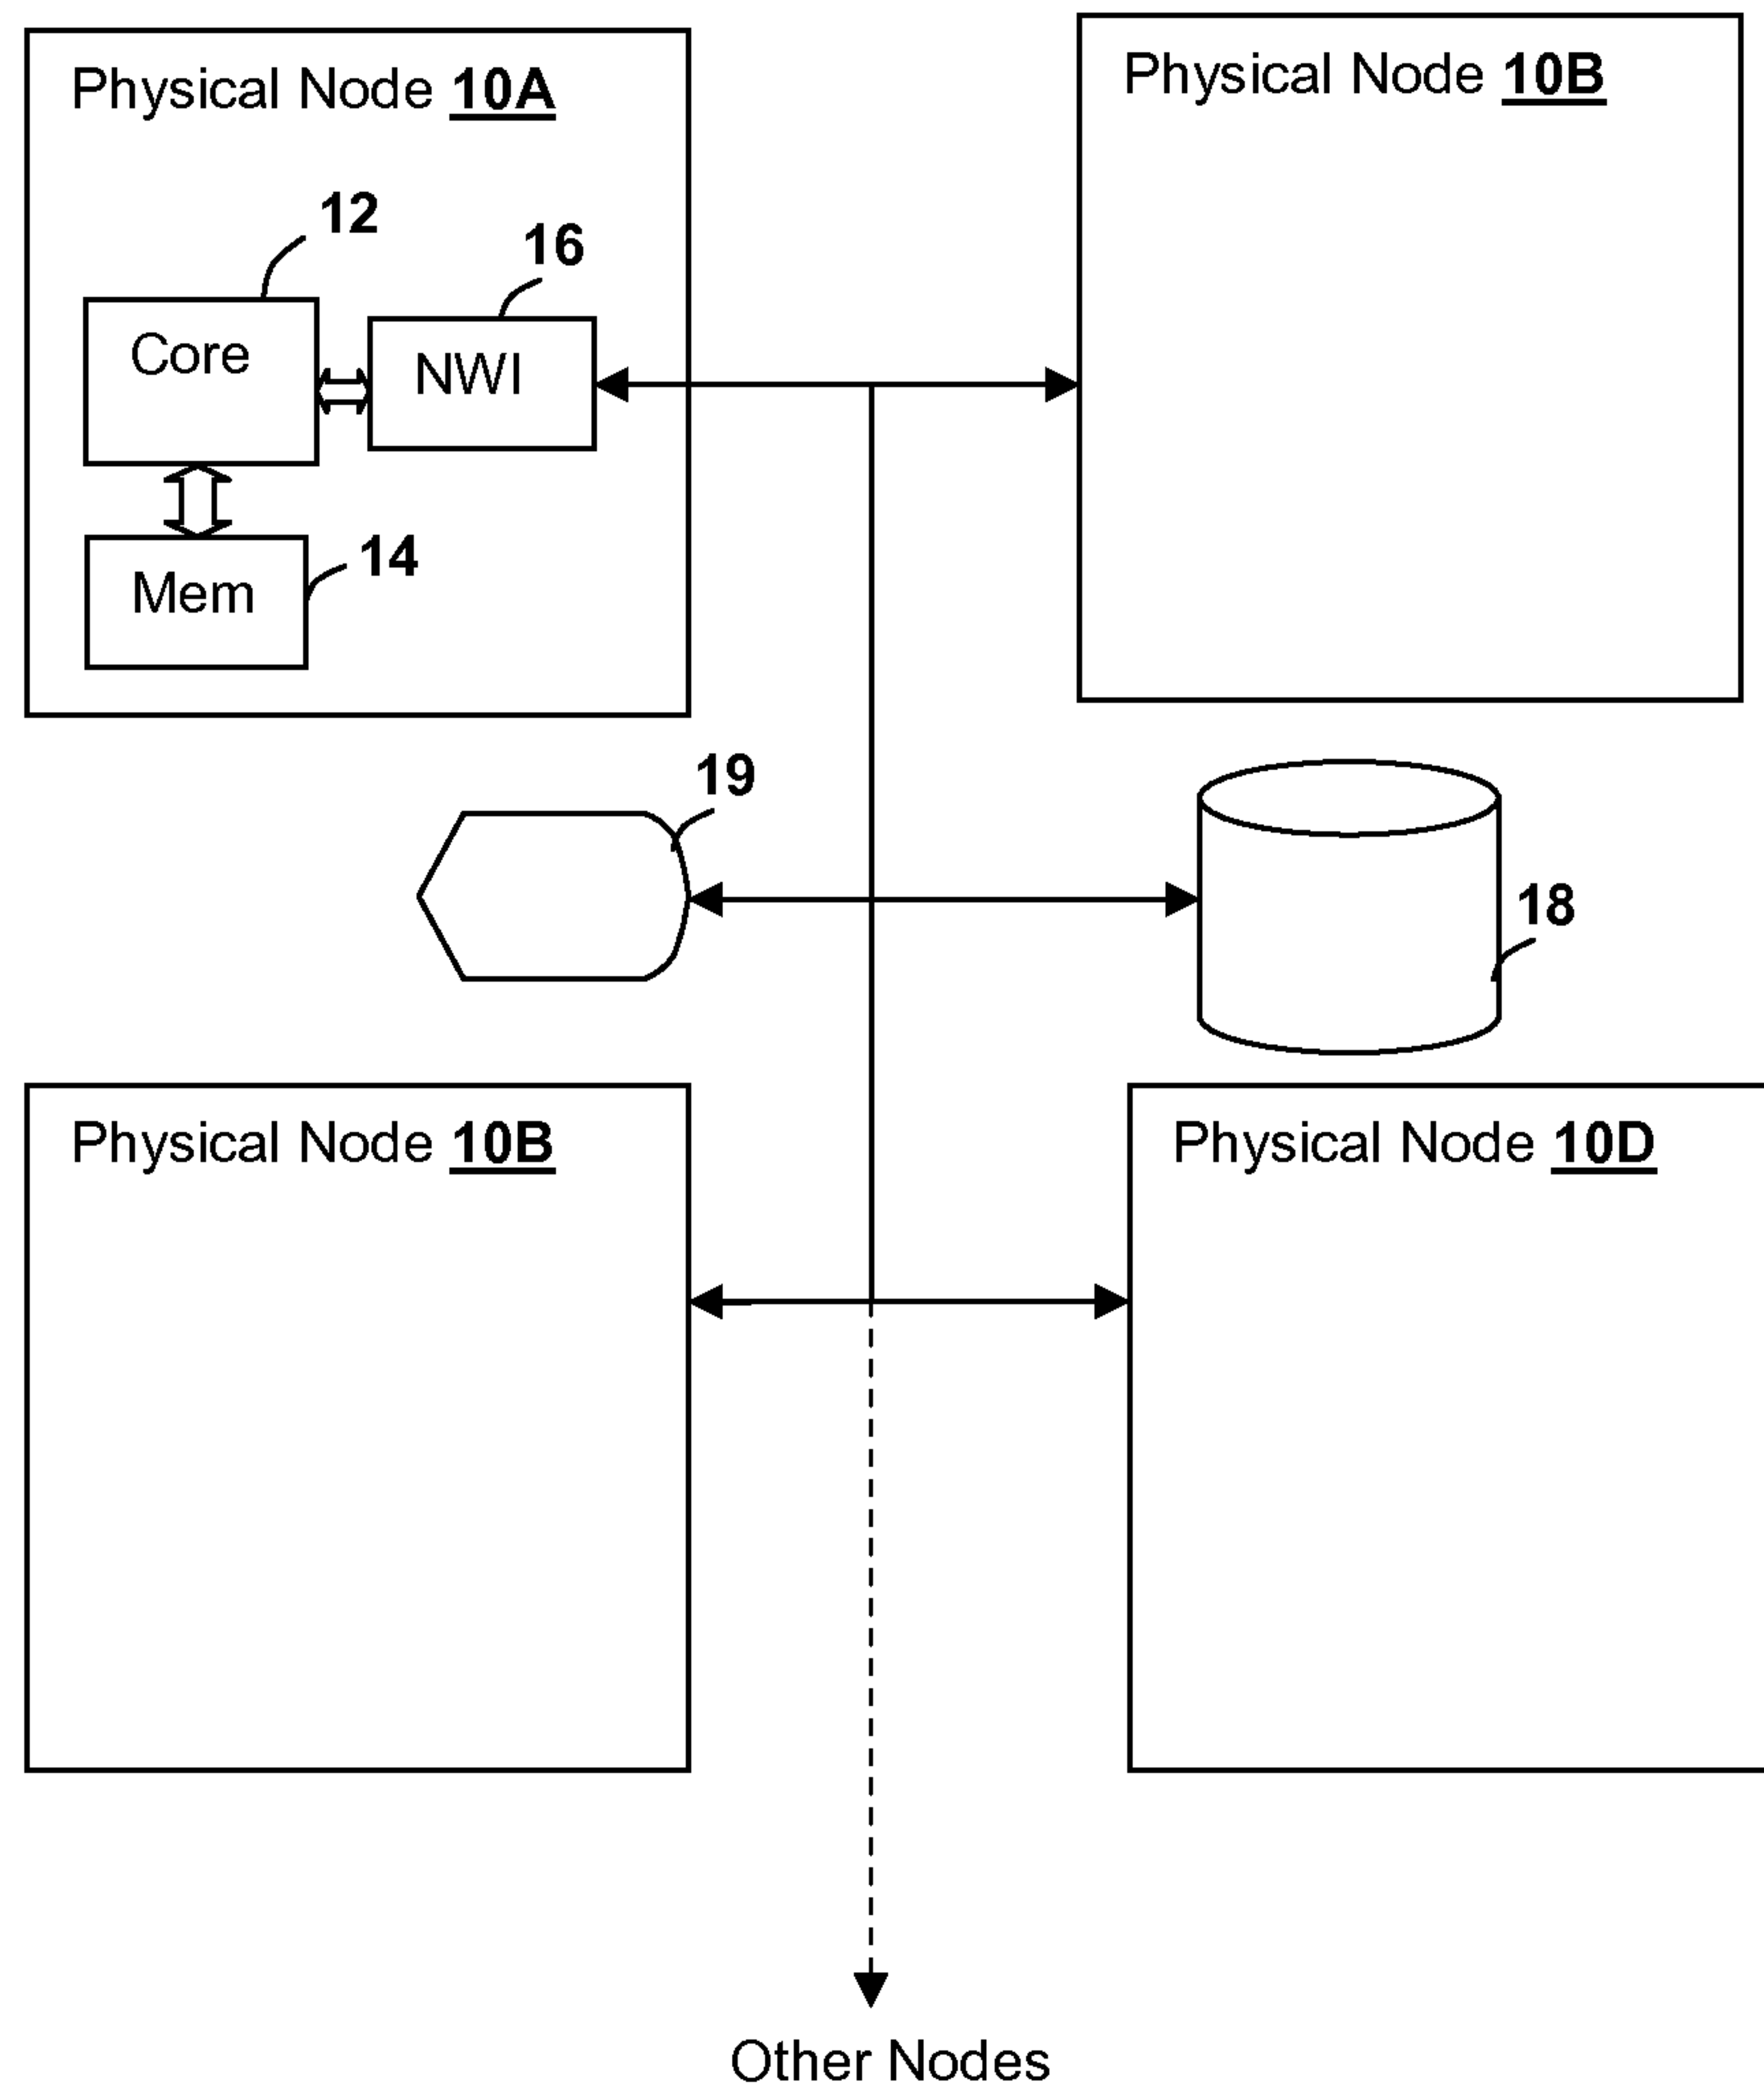 Physical Node 10A
Physical Node 10B
12
16
Core
NWI
14
Mem
19
18
Physical Node 10B
Physical Node 10D
Other Nodes